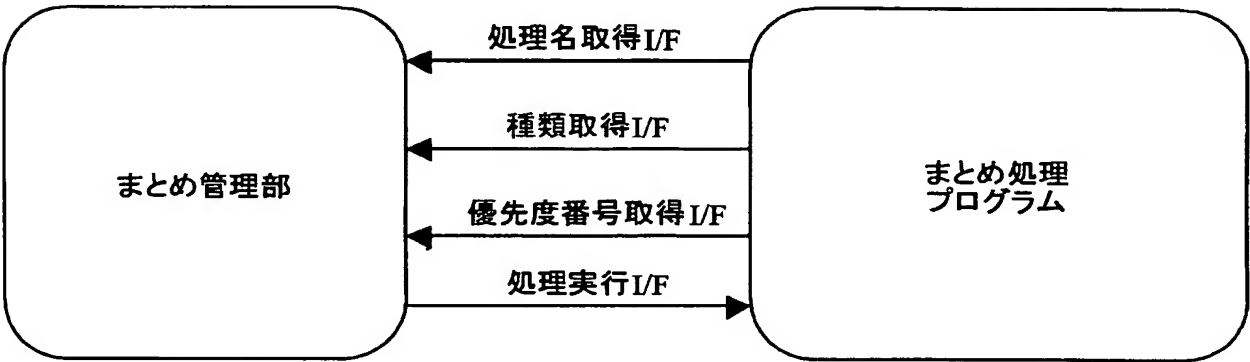 処理名取得I/F
種類取得I/F
まとめ管理部
まとめ処理
プログラム
優先度番号取得I/F
処理実行I/F